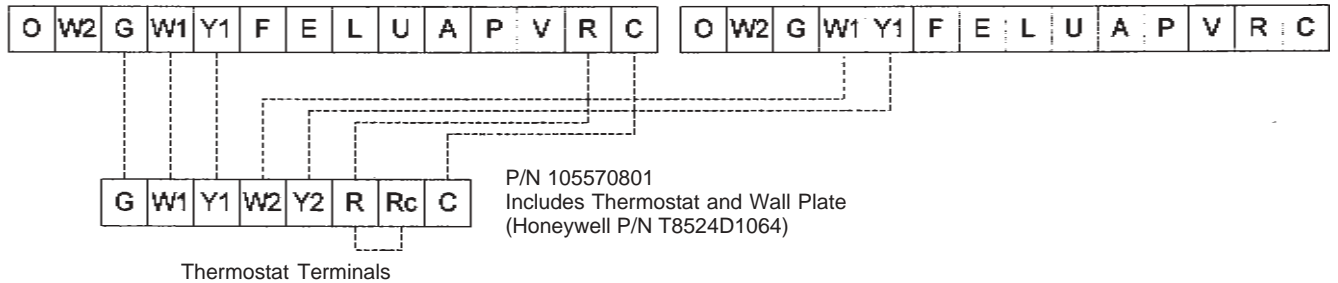 O W2 G W1 Y1 F E L U A P V R C O W2 G W1 Y1 F E L U A P V R C
G W1 Y1 W2 Y2 R Rc C
P/N 105570801
Includes Thermostat and Wall Plate
(Honeywell P/N T8524D1064)
Thermostat Terminals